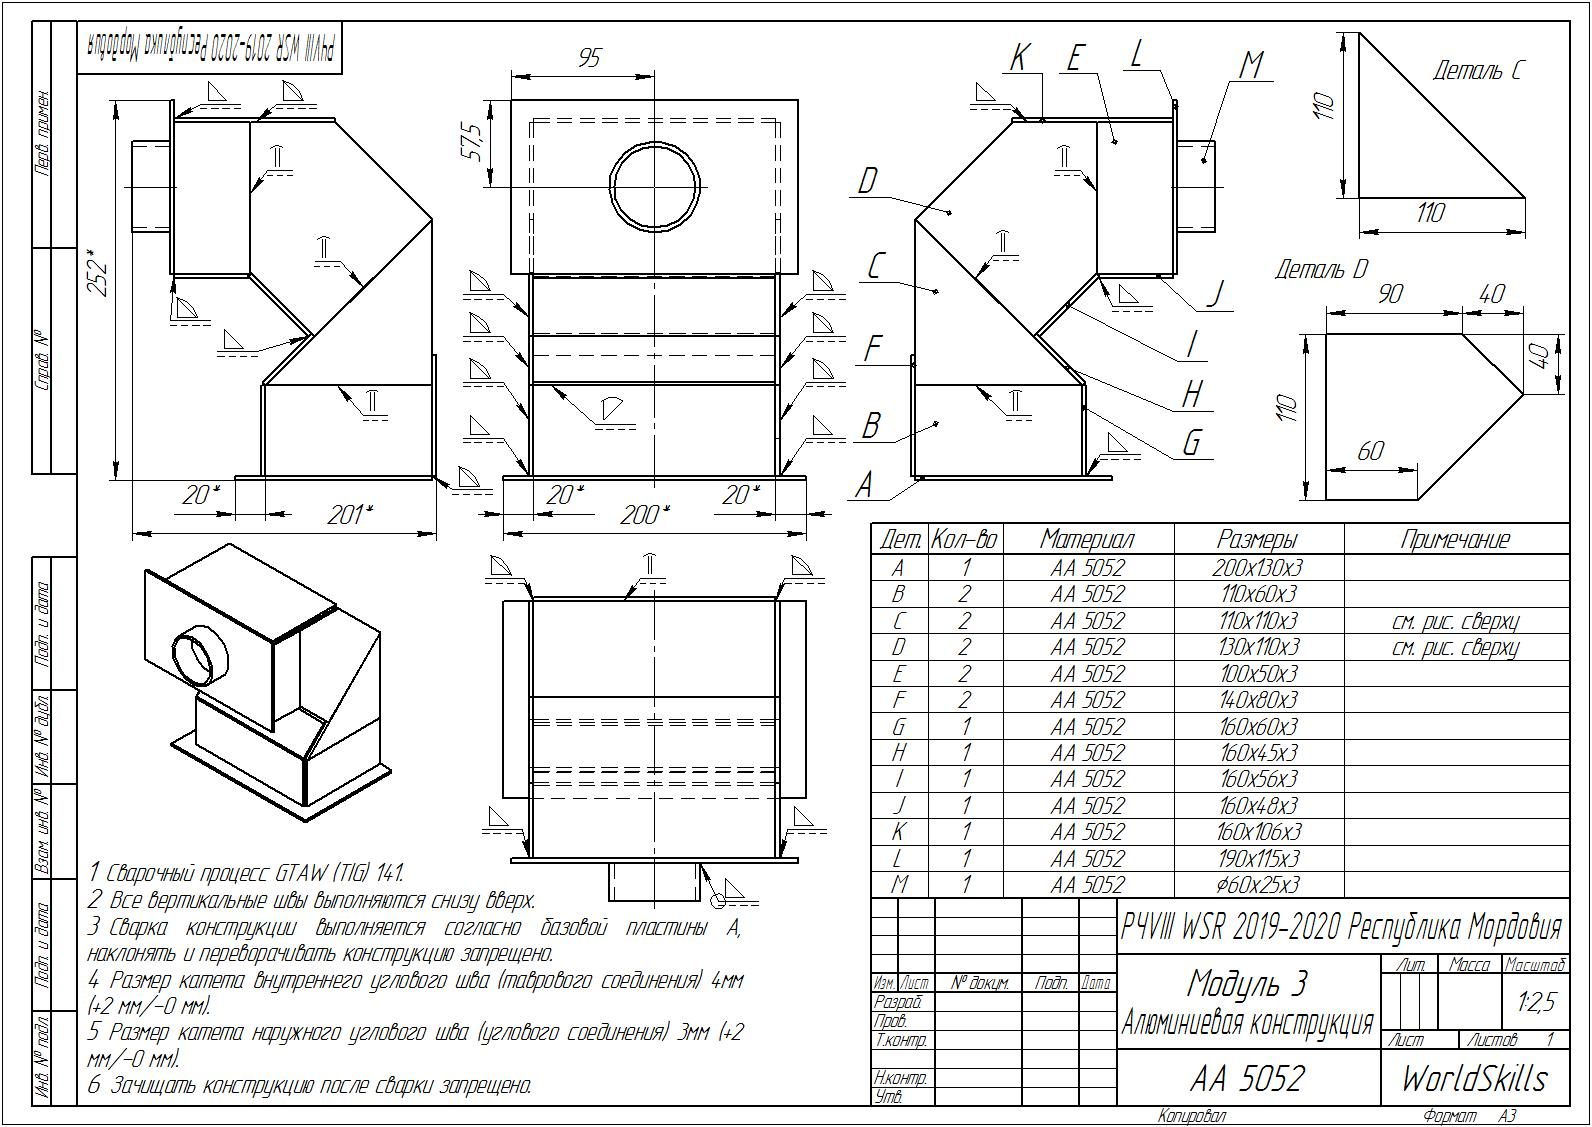 РЧVIII WSR 2019-2020 Республика Мордовия
Перв. примен.
Справ. №
Подп. и дата
Инв. № дубл.
Взам. инв. №
Подп. и дата
Инв. № подл.
95
57,5
252*
20*
201*
20*
20*
200*
K
E
L
M
D
C
J
F
I
H
B
G
A
Деталь C
110
110
Деталь D
90
40
40
110
60
Дет. Кол-во Материал Размеры Примечание
A 1 AA 5052 200x130x3
B 2 AA 5052 110x60x3
C 2 AA 5052 110x110x3 см. рис. сверху
D 2 AA 5052 130x110x3 см. рис. сверху
E 2 AA 5052 100x50x3
F 2 AA 5052 140x80x3
G 1 AA 5052 160x60x3
H 1 AA 5052 160x45x3
I 1 AA 5052 160x56x3
J 1 AA 5052 160x48x3
K 1 AA 5052 160x106x3
L 1 AA 5052 190x115x3
M 1 AA 5052 ⌀60x25x3
1 Сварочный процесс GTAW (TIG) 141.
2 Все вертикальные швы выполняются снизу вверх.
3 Сварка конструкции выполняется согласно базовой пластины А,
наклонять и переворачивать конструкцию запрещено.
4 Размер катета внутреннего углового шва (таврового соединения) 4мм
(+2 мм/-0 мм).
5 Размер катета наружного углового шва (углового соединения) 3мм (+2
мм/-0 мм).
6 Зачищать конструкцию после сварки запрещено.
РЧVIII WSR 2019-2020 Республика Мордовия
Изм. Лист № докум. Подп. Дата
Разраб.
Пров.
Т.контр.
Н.контр.
Утв.
Модуль 3
Алюминиевая конструкция
Лит. Масса Масштаб
1:2,5
Лист Листов 1
AA 5052
WorldSkills
Копировал Формат А3